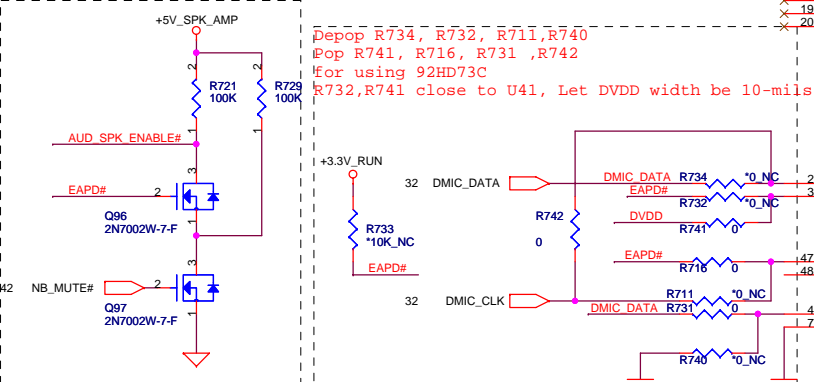 +5V_SPK_AMP
2
R721
100K
1
2
R729
100K
1
AUD_SPK_ENABLE#
3
EAPD#
2
Q96
2N7002W-7-F
1
3
42
NB_MUTE#
2
Q97
2N7002W-7-F
1
Depop R734, R732, R711,R740
Pop R741, R716, R731 ,R742
for using 92HD73C
R732,R741 close to U41, Let DVDD width be 10-mils
+3.3V_RUN
R733
*10K_NC
EAPD#
32
DMIC_DATA
R742
0
32
DMIC_CLK
DMIC_DATA
R734
*0_NC
EAPD#
R732
*0_NC
DVDD
R741
0
EAPD#
R716
0
R711
*0_NC
DMIC_DATA
R731
0
R740
*0_NC
19
20
2
3
47
48
4
7